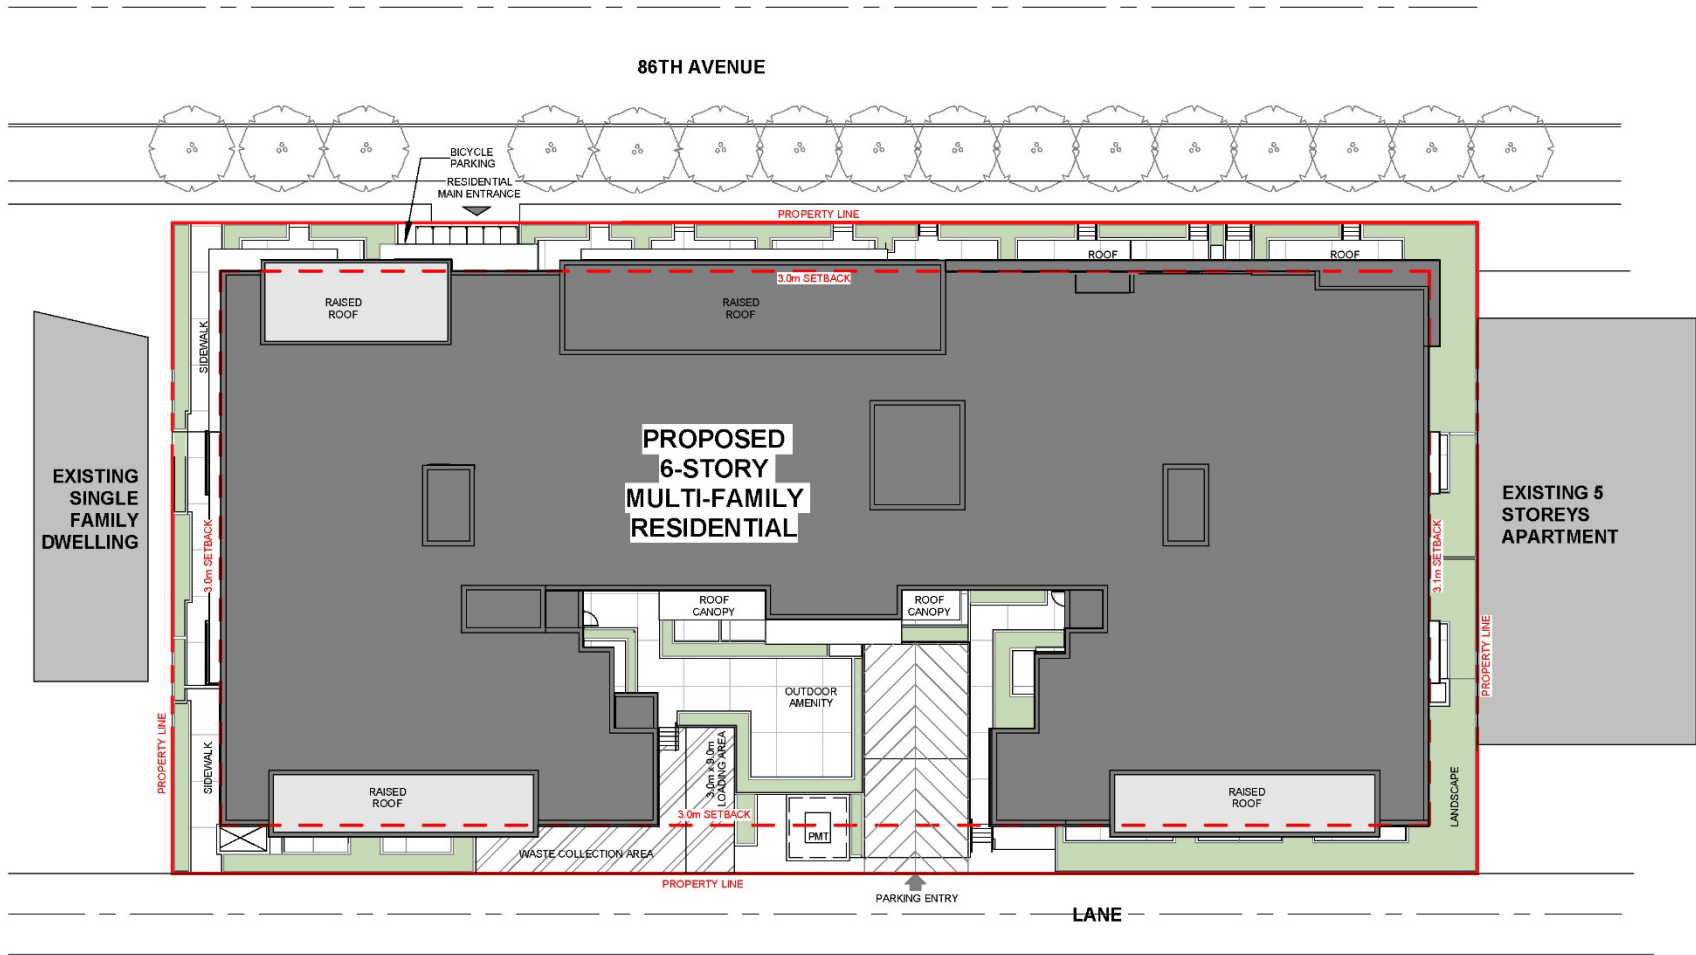 86TH AVENUE
BICYCLE
PARKING
RESIDENTIAL
MAIN ENTRANCE
PROPERTY LINE
ROOF
ROOF
3.0m SETBACK
RAISED
ROOF
RAISED
ROOF
SIDEWALK
PROPOSED
6-STORY
MULTI-FAMILY
RESIDENTIAL
EXISTING
SINGLE
FAMILY
DWELLING
EXISTING 5
STOREYS
APARTMENT
3.0m SETBACK
3.1m SETBACK
ROOF
CANOPY
ROOF
CANOPY
PROPERTY LINE
OUTDOOR
AMENITY
PROPERTY LINE
SIDEWALK
3.0m x 9.0m
LOADING AREA
RAISED
ROOF
RAISED
ROOF
LANDSCAPE
3.0m SETBACK
PMT
WASTE COLLECTION AREA
PROPERTY LINE
PARKING ENTRY
LANE